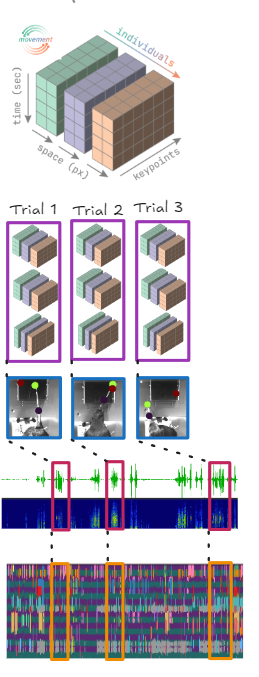 movement
individuals
time (sec)
space (px)
keypoints
Trial 1
Trial 2
Trial 3